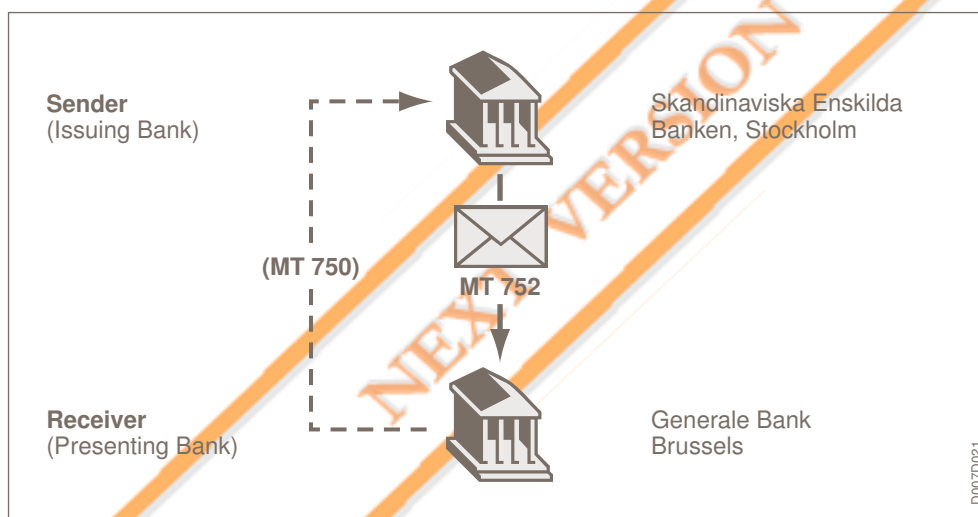 Sender
(Issuing Bank)
Skandinaviska Enskilda
Banken, Stockholm
(MT 750)
MT 752
Receiver
(Presenting Bank)
Generale Bank
Brussels
D007D021
NEXT VERSION